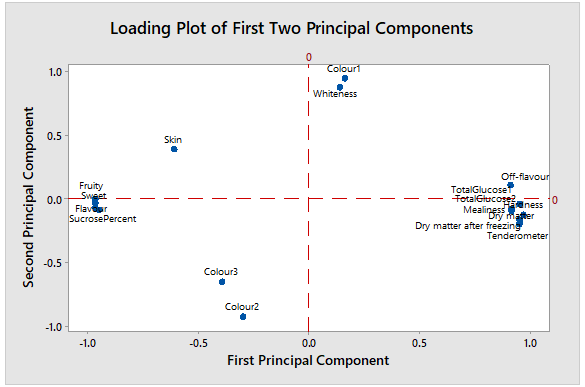 Loading Plot of First Two Principal Components
0
1.0
Colour1
Whiteness
0.5
Skin
Off-flavour
Fruity
TotalGlucose1
Sweet
TotalGlucose2
0.0
0
Hardness
Flavour
Mealiness
Dry matter
SucrosePercent
Dry matter after freezing
Tenderometer
-0.5
Colour3
Colour2
-1.0
-1.0
-0.5
0.0
0.5
1.0
Second Principal Component
First Principal Component